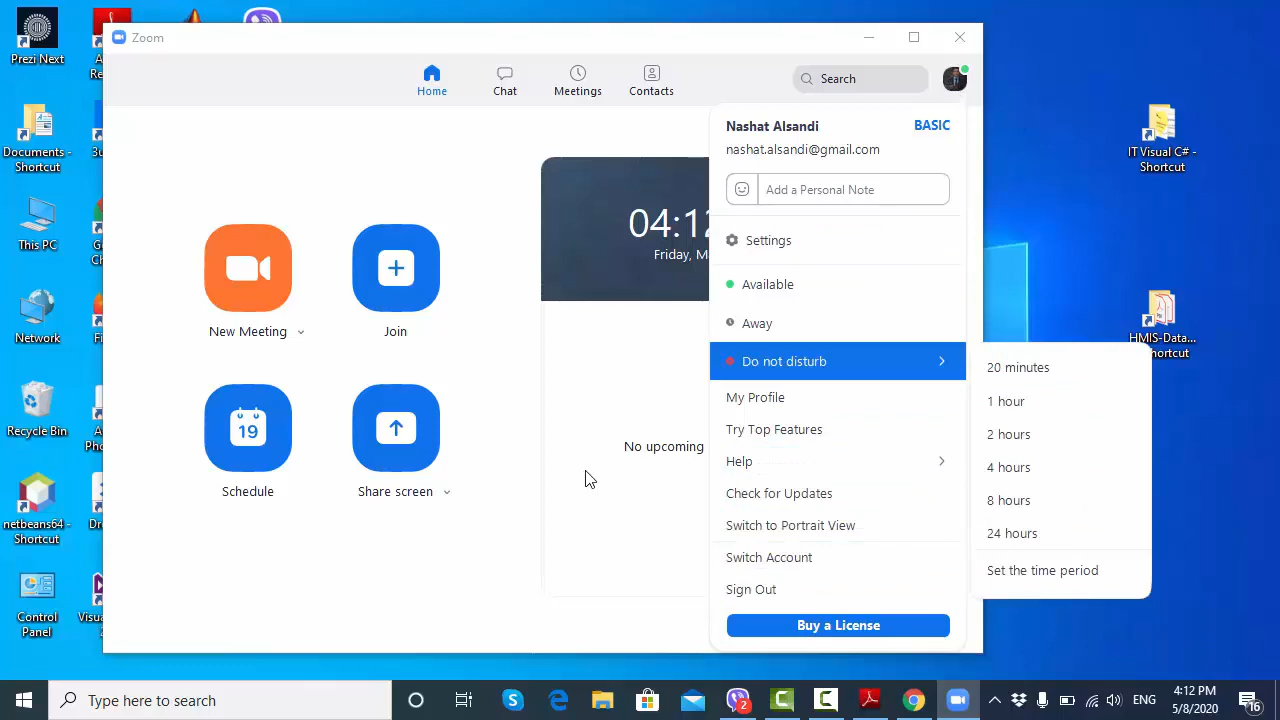 Prezi Next
Documents -
Shortcut
This PC
Network
Recycle Bin
netbeans64 -
Shortcut
Control
Panel
Zoom
Home
Chat
Meetings
Contacts
Search
New Meeting
Join
19
Schedule
Share screen
Friday,
No upcoming
Nashat Alsandi
BASIC
nashat.alsandi@gmail.com
Add a Personal Note
Settings
Available
Away
Do not disturb
My Profile
Try Top Features
Help
Check for Updates
Switch to Portrait View
Switch Account
Sign Out
Buy a License
20 minutes
1 hour
2 hours
4 hours
8 hours
24 hours
Set the time period
IT Visual C# -
Shortcut
HMIS-Data...
Type here to search
2
ENG
4:12 PM
5/8/2020
16